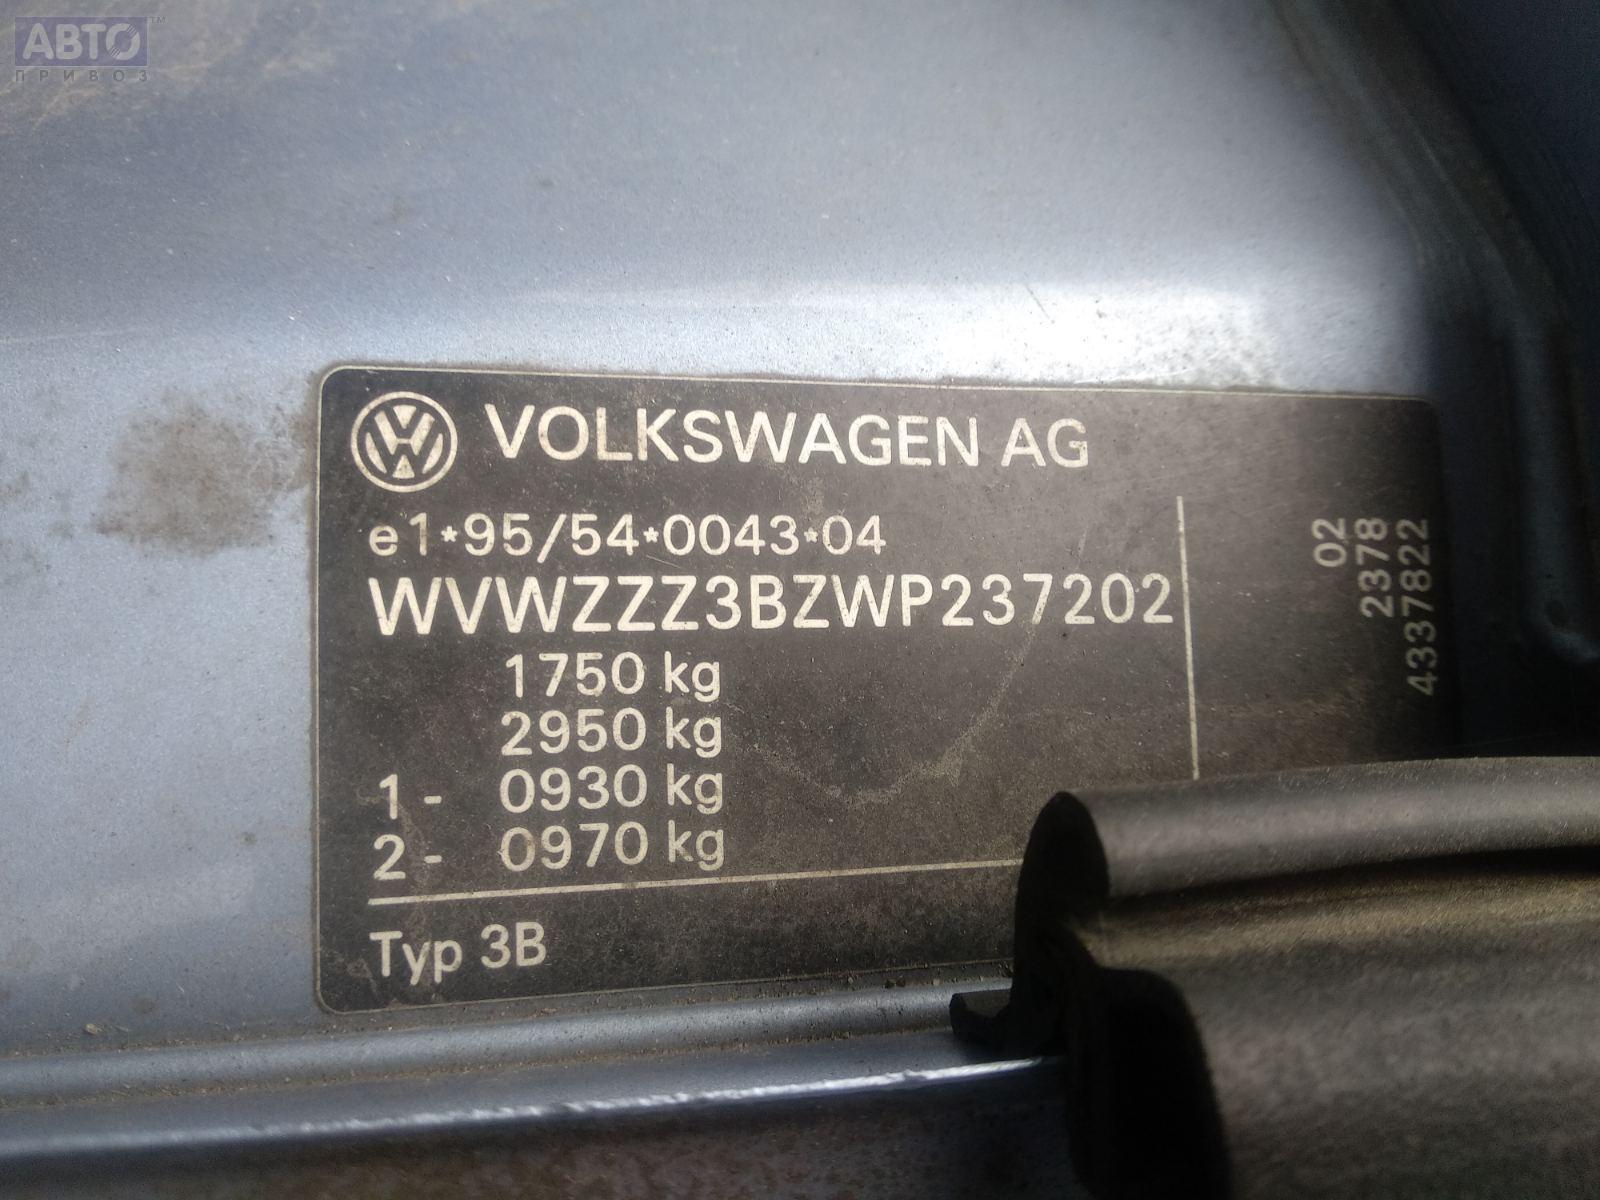 АВТО™
ПРИВОЗ
VOLKSWAGEN AG
e1*95/54*0043*04
WVWZZZ3BZWP237202
1750 kg
2950 kg
1- 0930 kg
2- 0970 kg
Typ 3B
02
2378
4337822